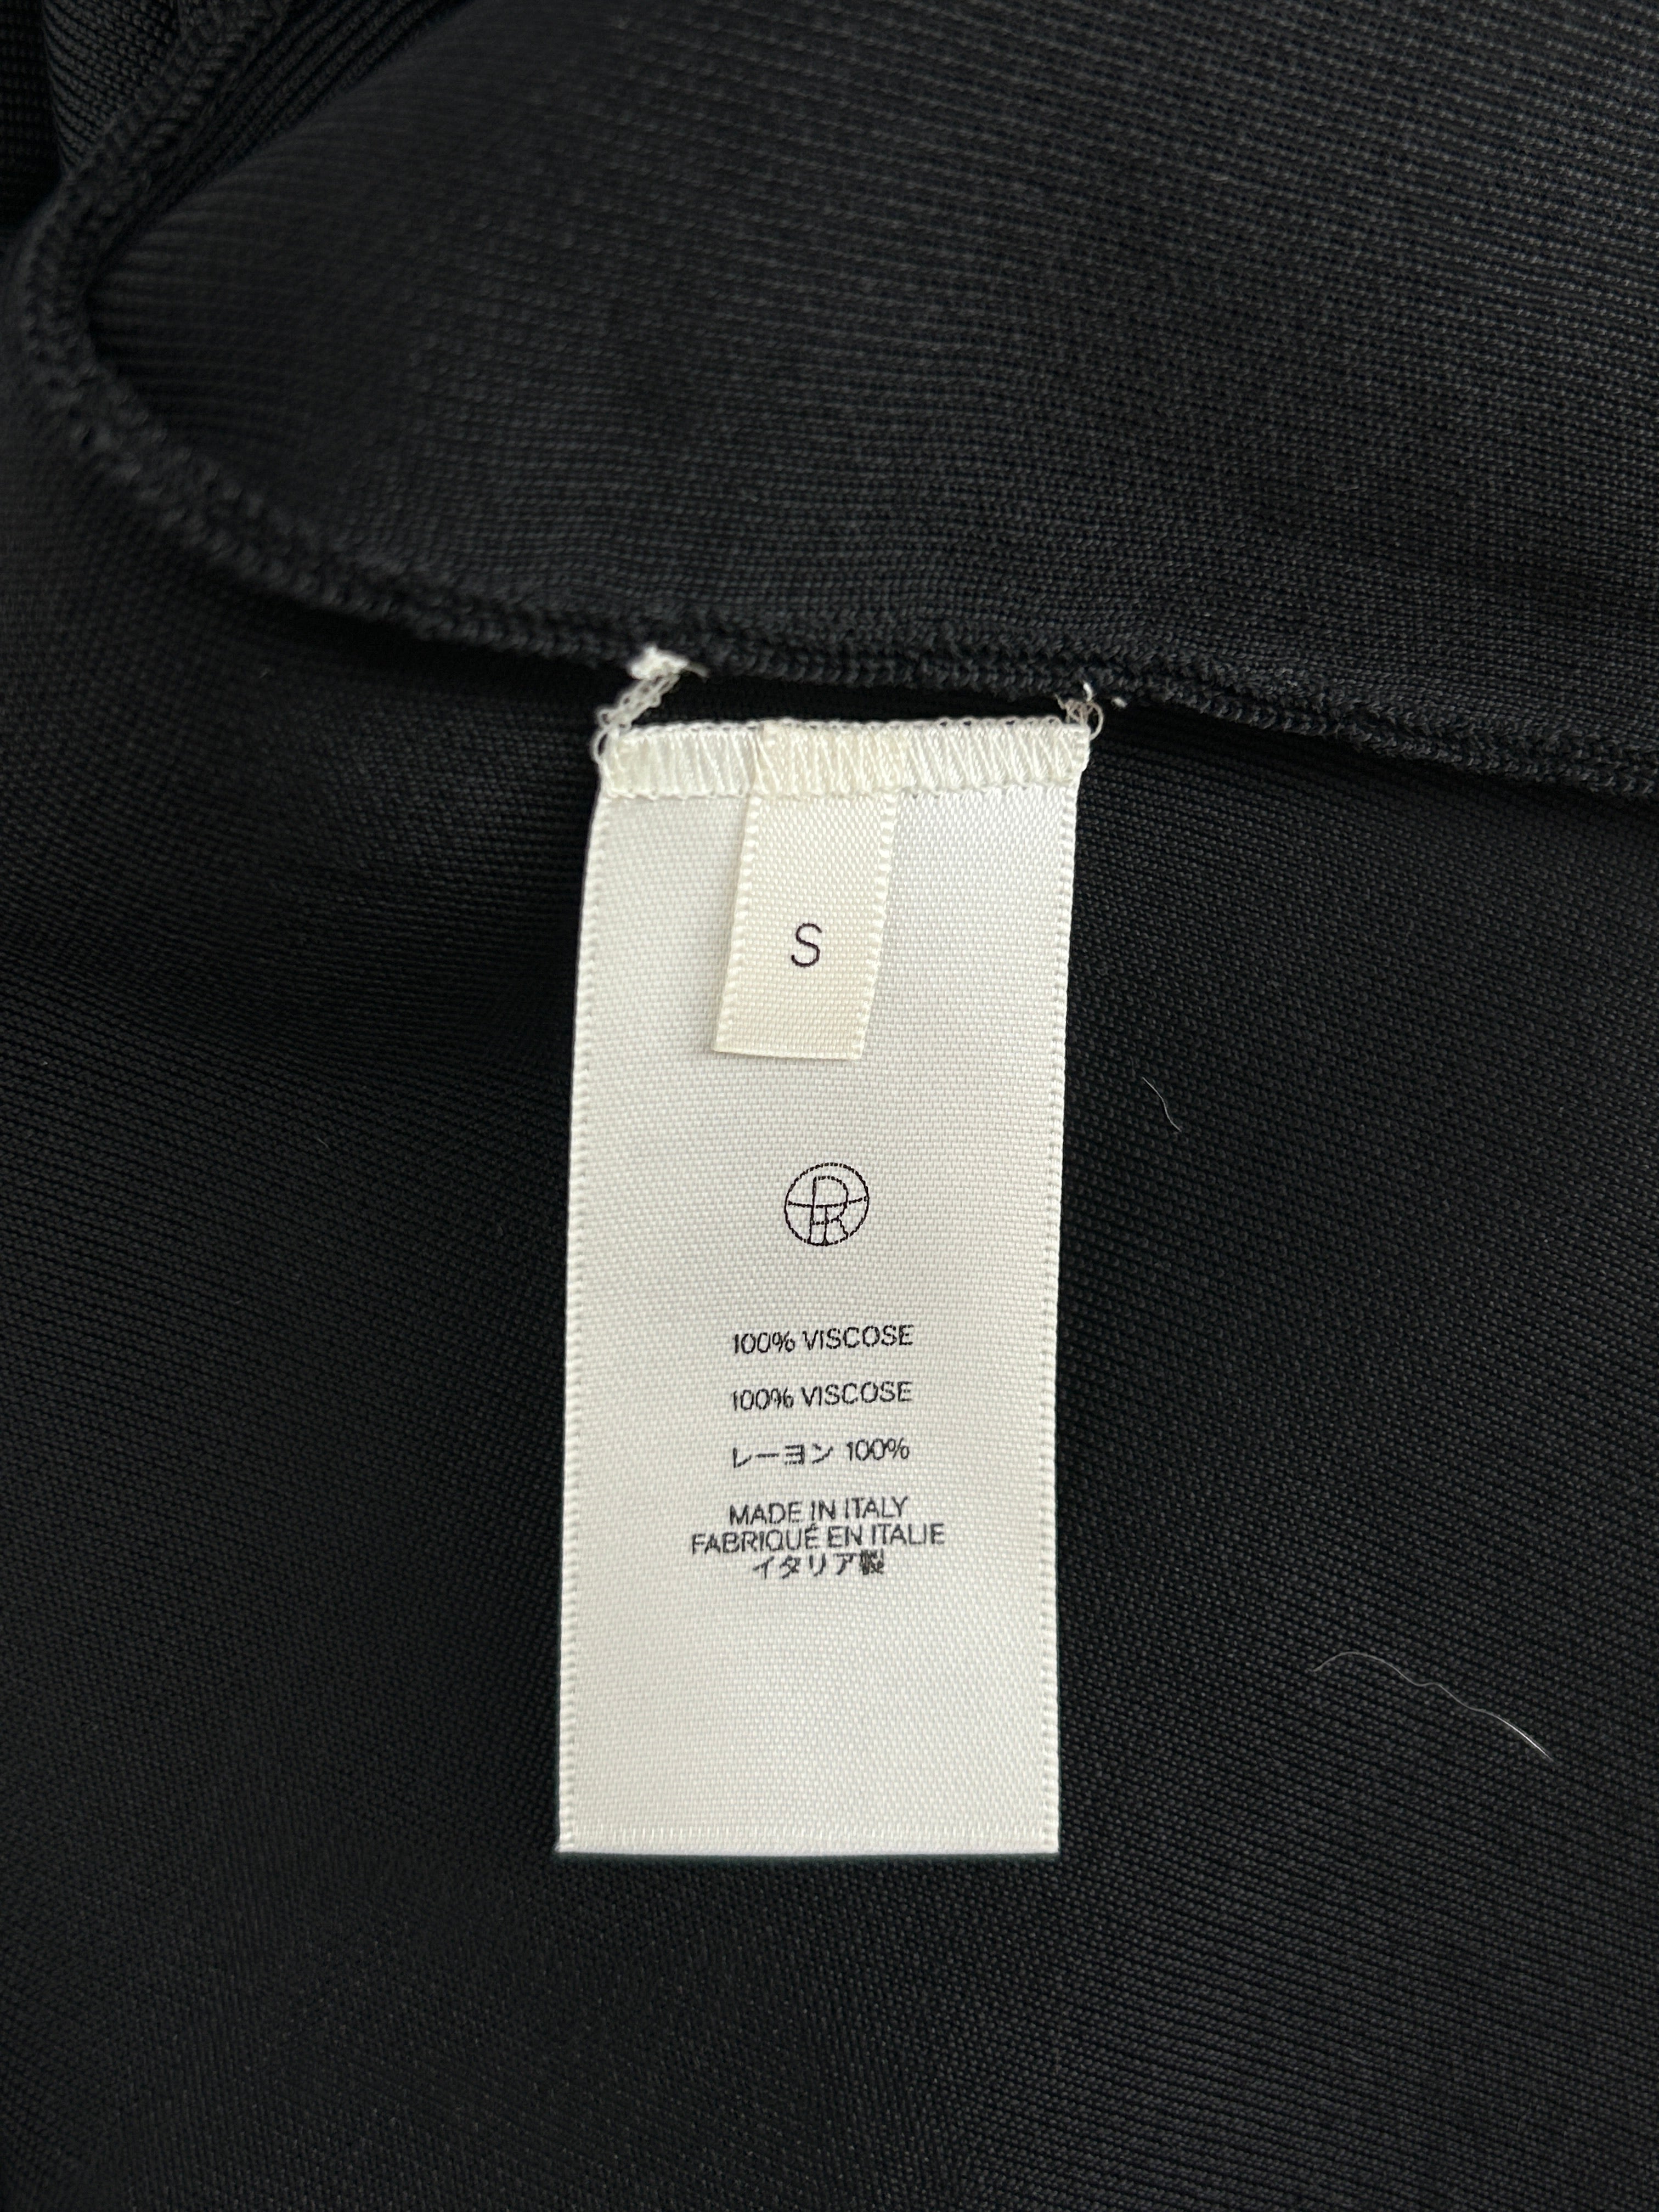 S
100% VISCOSE
100% VISCOSE
レーヨン 100%
MADE IN ITALY
FABRIQUÉ EN ITALIE
イタリア製